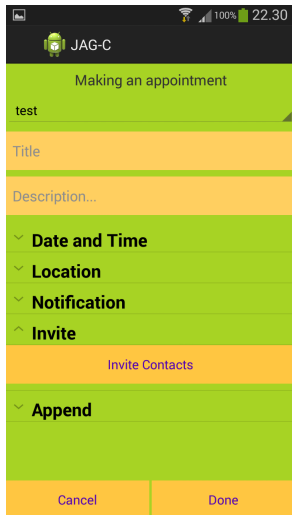 100% 22.30
JAG-C
Making an appointment
test
Title
Description...
Date and Time
Location
Notification
Invite
Invite Contacts
Append
Cancel Done